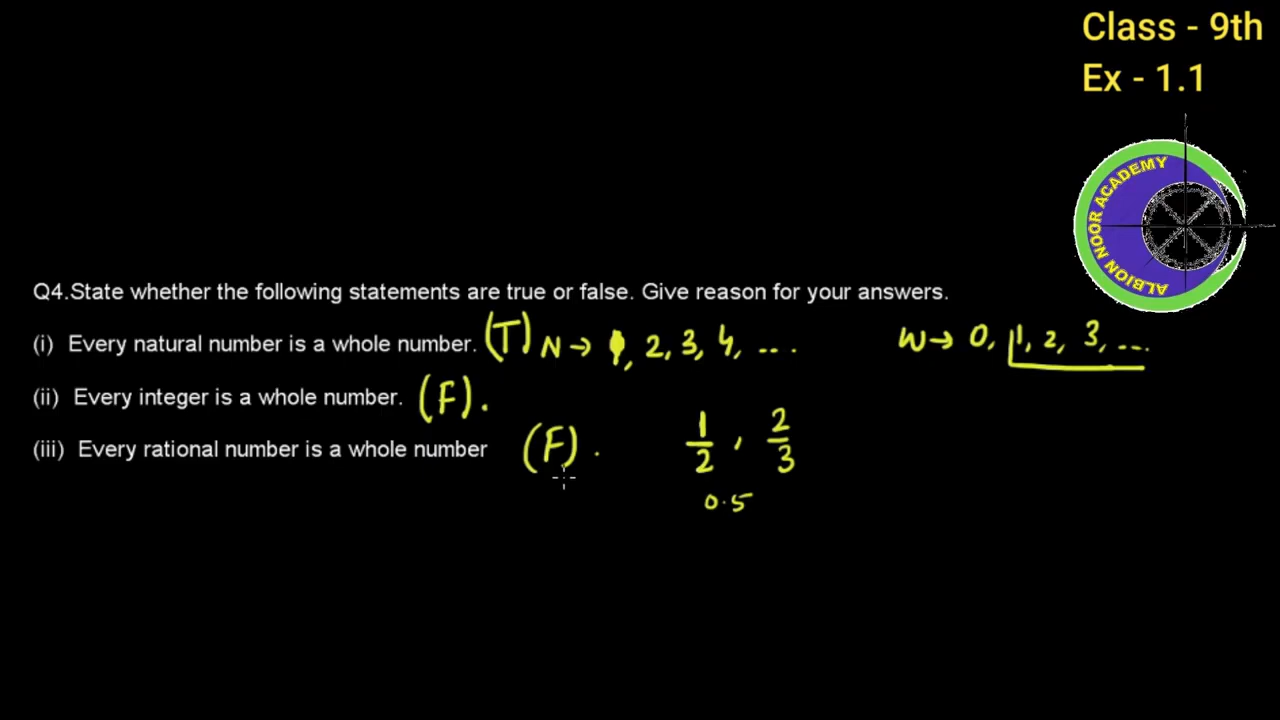 Class - 9th
Ex - 1.1
ALBION NOOR ACADEMY
Q4.State whether the following statements are true or false. Give reason for your answers.
(i) Every natural number is a whole number. (T) N → 1, 2, 3, 4, ... W → 0, 1, 2, 3, ...
(ii) Every integer is a whole number. (F).
(iii) Every rational number is a whole number (F). 1/2, 2/3
0.5